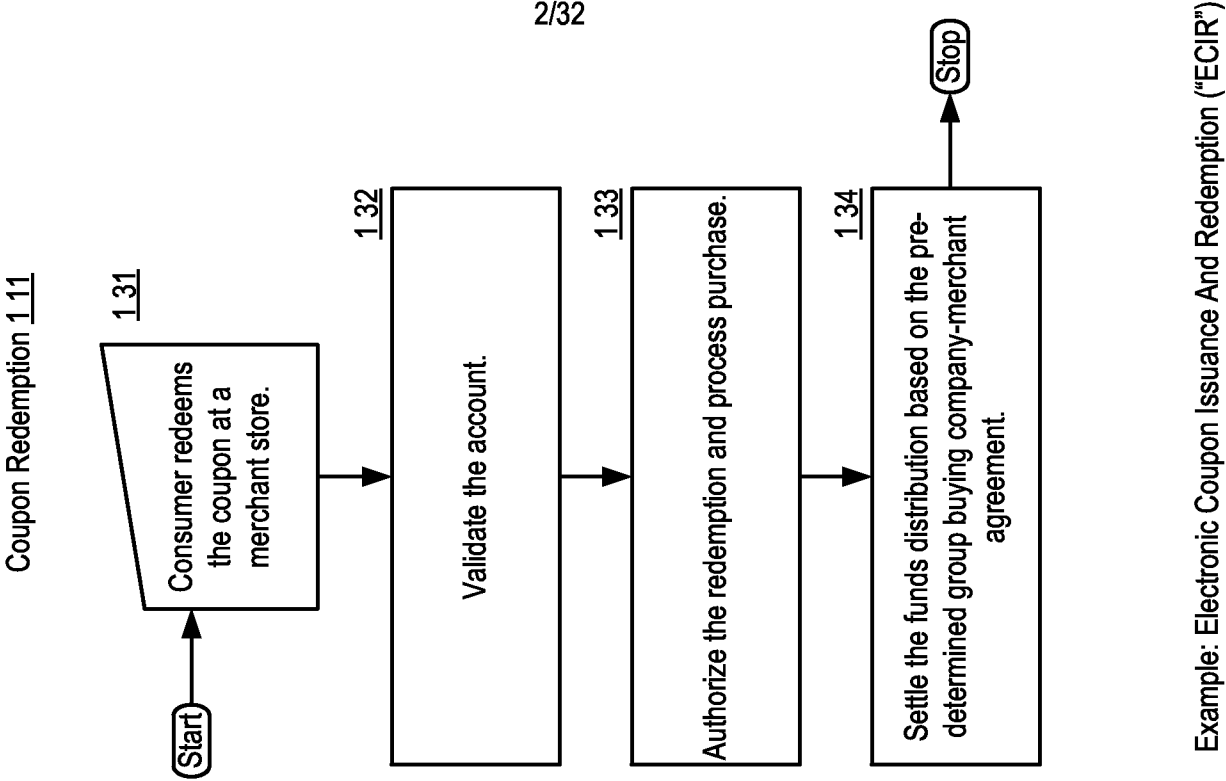 2/32
Coupon Redemption 1 11
Start
1 31
Consumer redeems
the coupon at a
merchant store.
1 32
Validate the account.
1 33
Authorize the redemption and process purchase.
1 34
Settle the funds distribution based on the pre-
determined group buying company-merchant
agreement.
Stop
Example: Electronic Coupon Issuance And Redemption (“ECIR”)